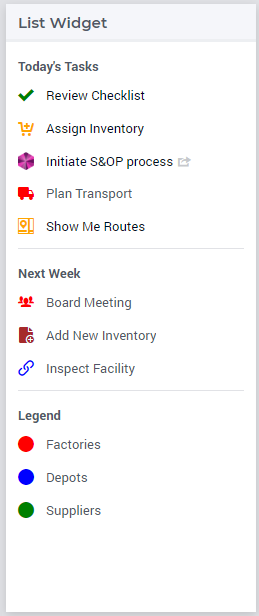 List Widget
Today's Tasks
Review Checklist
Assign Inventory
Initiate S&OP process
Plan Transport
Show Me Routes
Next Week
Board Meeting
Add New Inventory
Inspect Facility
Legend
Factories
Depots
Suppliers